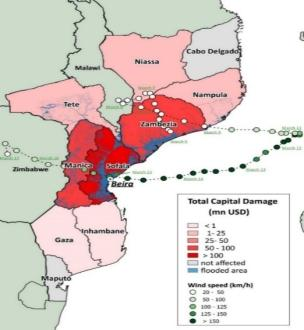 Cabo Delgado
Niassa
Malawi
Nampula
Tete
Zambezia
Manica
Sofala
Zimbabwe
Beira
Inhambane
Gaza
Maputo
Total Capital Damage
(mn USD)
< 1
1- 25
25- 50
50 - 100
> 100
not affected
flooded area
Wind speed (km/h)
20 - 50
50 - 100
100 - 125
125 - 150
> 150